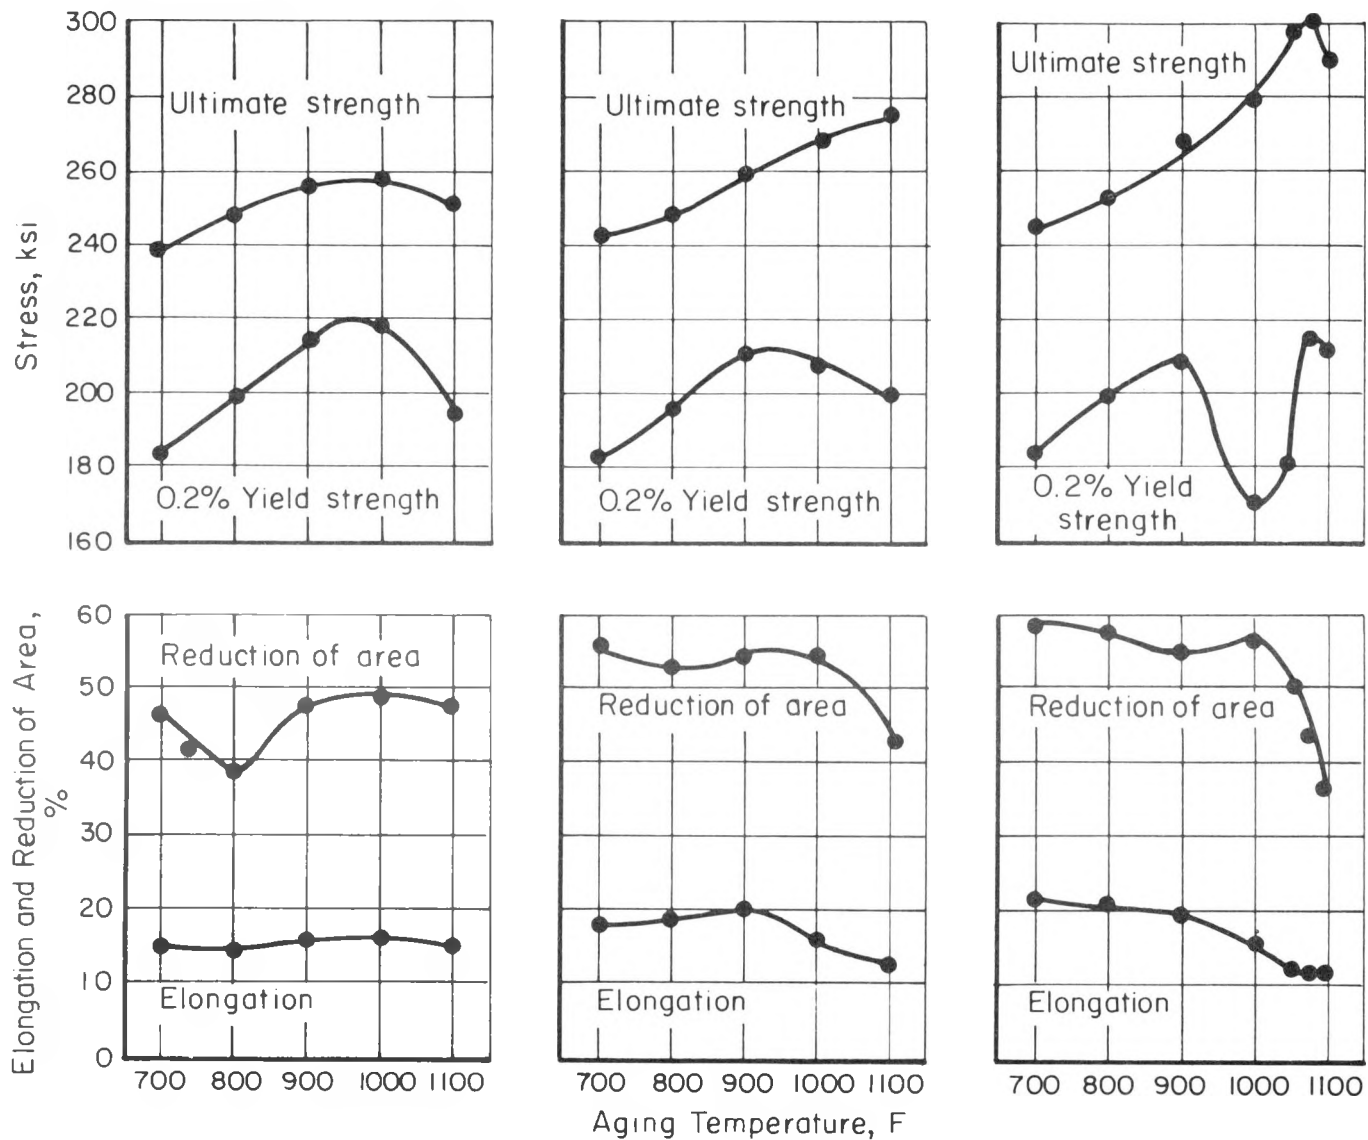 300
280
260
240
220
200
180
160
Stress, ksi
Ultimate strength
0.2% Yield strength
Ultimate strength
0.2% Yield strength
Ultimate strength
0.2% Yield
strength
60
50
40
30
20
10
0
Elongation and Reduction of Area,
%
Reduction of area
Elongation
Reduction of area
Elongation
Reduction of area
Elongation
700 800 900 1000 1100
700 800 900 1000 1100
700 800 900 1000 1100
Aging Temperature, F